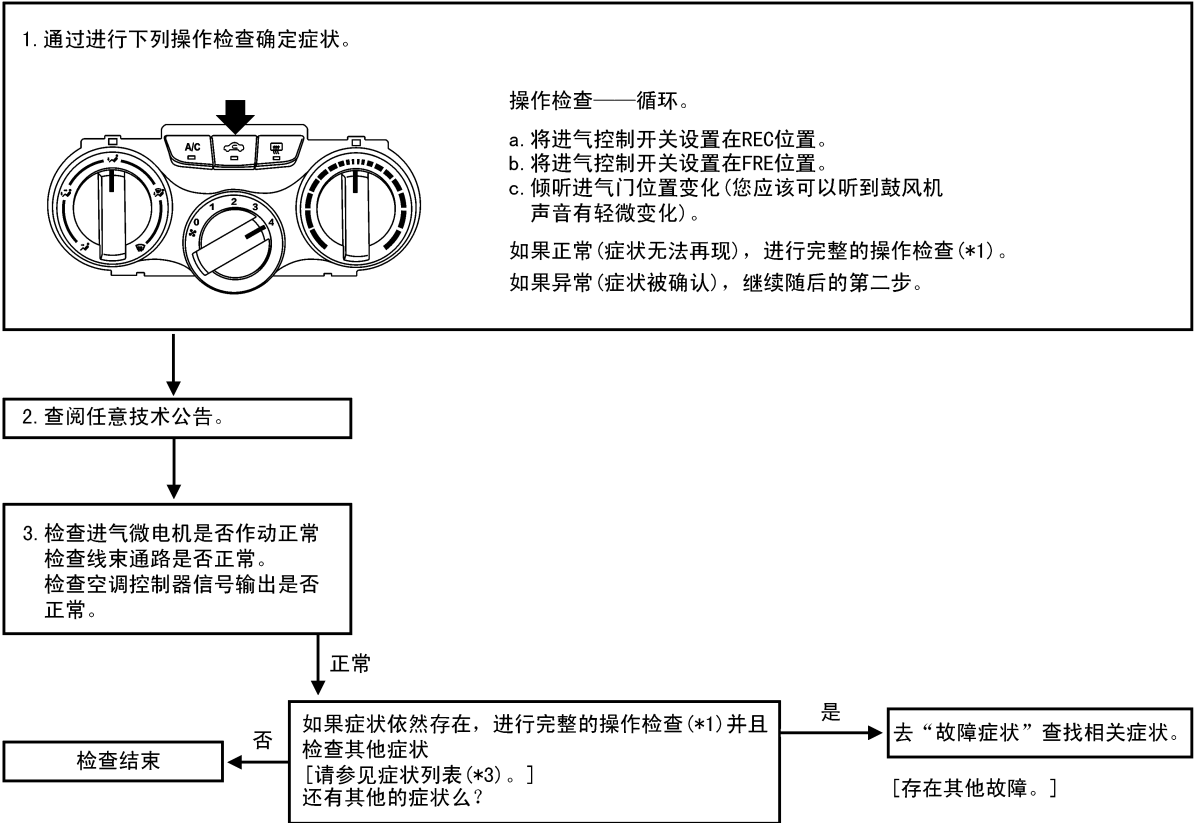 1.通过进行下列操作检查确定症状。
A/C
0 1 2 3 4
操作检查——循环。
a.将进气控制开关设置在REC位置。
b.将进气控制开关设置在FRE位置。
c.倾听进气门位置变化(您应该可以听到鼓风机
声音有轻微变化)。
如果正常(症状无法再现)，进行完整的操作检查(*1)。
如果异常(症状被确认)，继续随后的第二步。
2.查阅任意技术公告。
3.检查进气微电机是否作动正常
检查线束通路是否正常。
检查空调控制器信号输出是否
正常。
正常
如果症状依然存在，进行完整的操作检查(*1)并且
检查其他症状
[请参见症状列表(*3)。]
还有其他的症状么？
否
检查结束
是
去“故障症状”查找相关症状。
[存在其他故障。]